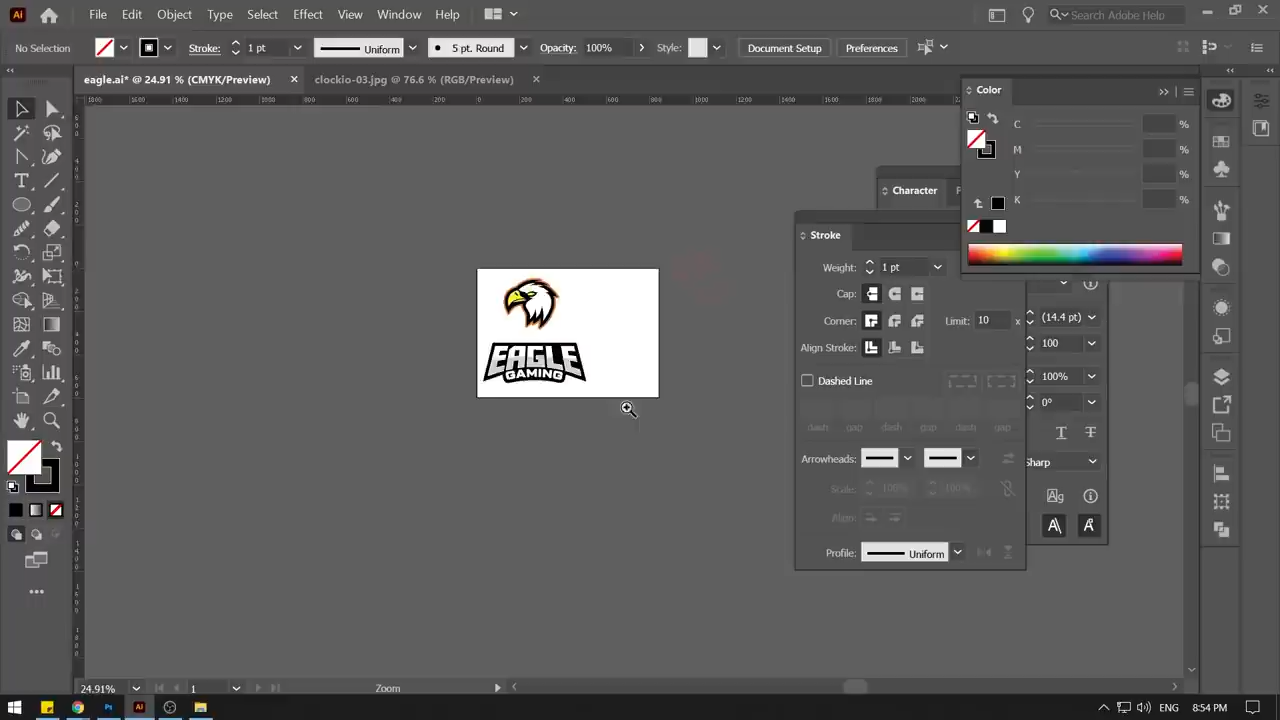 Ai File Edit Object Type Select Effect View Window Help Search Adobe Help
No Selection Stroke: 1 pt Uniform 5 pt. Round Opacity: 100% Style: Document Setup Preferences
eagle.ai* @ 24.91 % (CMYK/Preview) clockio-03.jpg @ 76.6 % (RGB/Preview)
Color
C %
M %
Y %
K %
Character
Stroke
Weight: 1 pt
Cap:
Corner: Limit: 10 x
Align Stroke:
Dashed Line
dash gap dash gap dash gap
Arrowheads:
Scale: 100% 100%
Align:
Profile: Uniform
(14.4 pt)
100
100%
0°
T T
Sharp
EAGLE
GAMING
24.91% 1 Zoom
Ps Ai ENG 8:54 PM